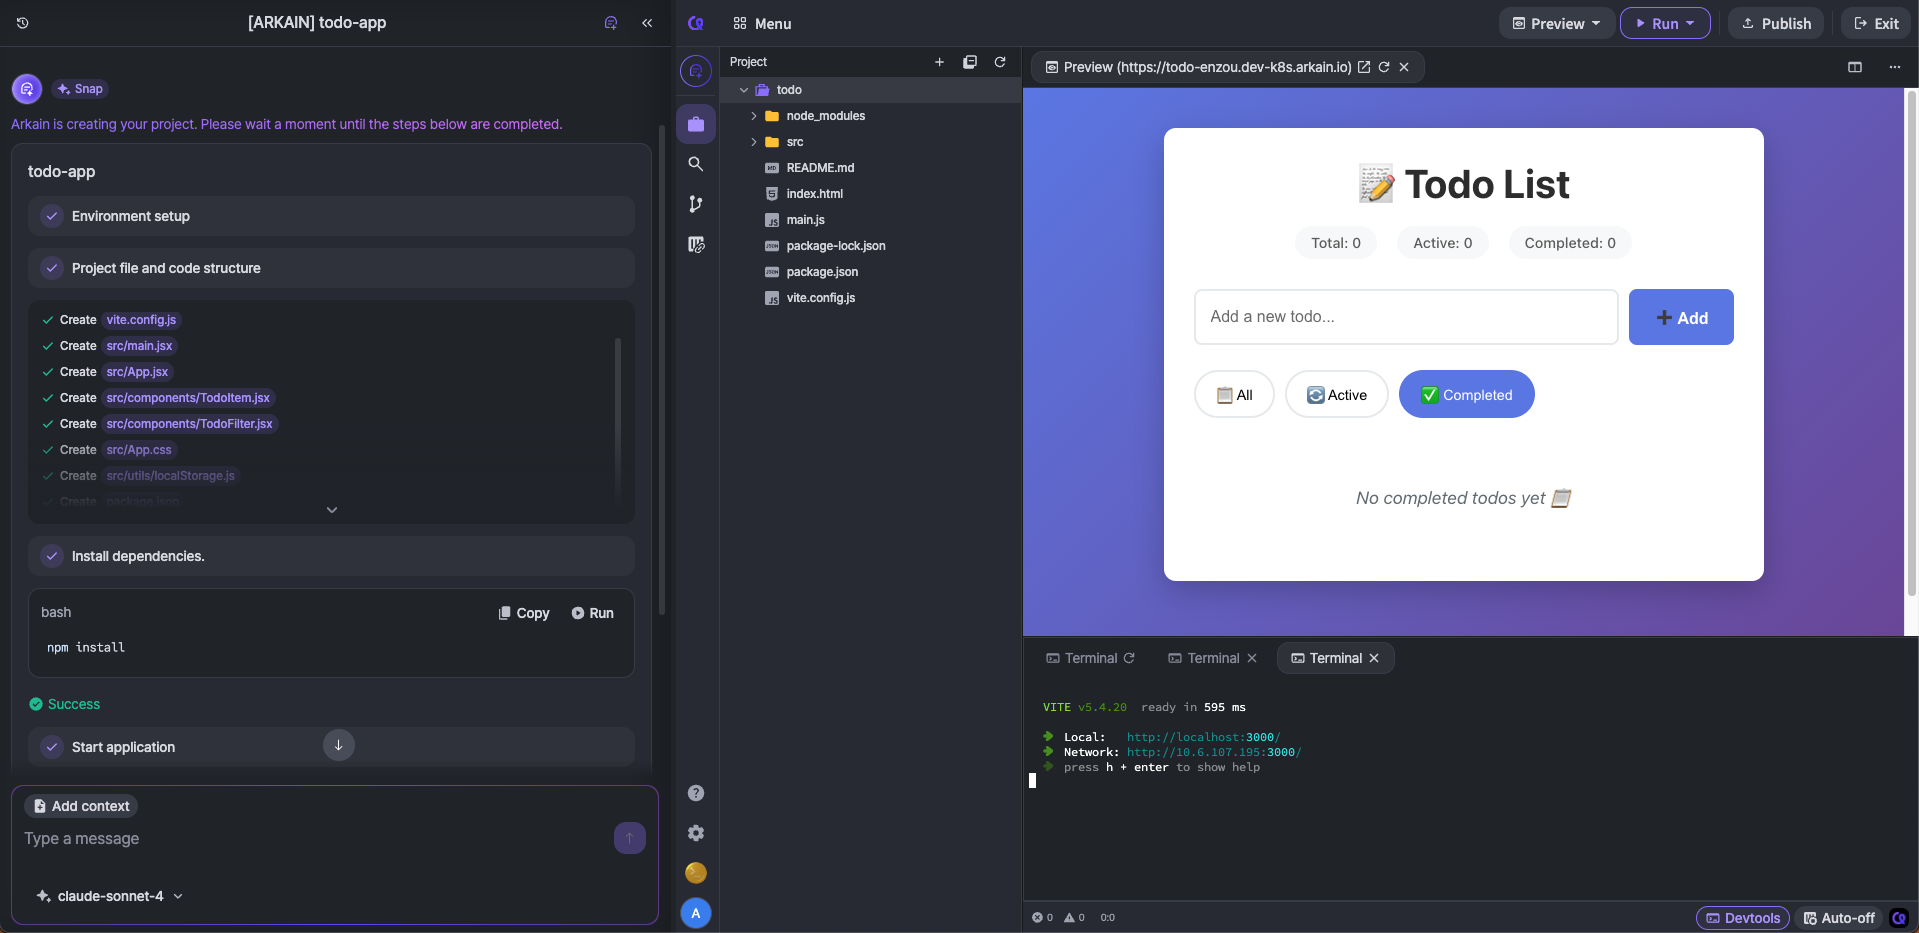 [ARKAIN] todo-app
Snap
Arkain is creating your project. Please wait a moment until the steps below are completed.
todo-app
Environment setup
Project file and code structure
Create vite.config.js
Create src/main.jsx
Create src/App.jsx
Create src/components/TodoItem.jsx
Create src/components/TodoFilter.jsx
Create src/App.css
Create src/utils/localStorage.js
Create package.json
Install dependencies.
bash
Copy
Run
npm install
Success
Start application
Add context
Type a message
claude-sonnet-4
Menu
Preview
Run
Publish
Exit
Project
todo
node_modules
src
README.md
index.html
main.js
package-lock.json
package.json
vite.config.js
A
Preview (https://todo-enzou.dev-k8s.arkain.io)
Todo List
Total: 0
Active: 0
Completed: 0
Add a new todo...
Add
All
Active
Completed
No completed todos yet
Terminal
Terminal
Terminal
VITE v5.4.20 ready in 595 ms
Local: http://localhost:3000/
Network: http://10.6.107.195:3000/
press h + enter to show help
0 0 0:0
Devtools
Auto-off